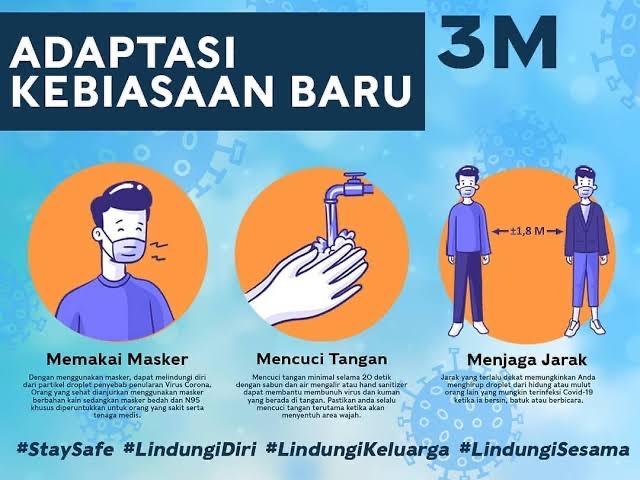 ADAPTASI
KEBIASAAN BARU
3M
±1,8 M
Memakai Masker
Dengan menggunakan masker, dapat melindungi diri
dari partikel droplet penyebab penularan Virus Corona.
Orang yang sehat dianjurkan menggunakan masker
berbahan kain sedangkan masker bedah dan N95
khusus diperuntukkan untuk orang yang sakit serta
tenaga medis.
Mencuci Tangan
Mencuci tangan minimal selama 20 detik
dengan sabun dan air mengalir atau hand sanitizer
dapat membantu membunuh virus dan kuman
yang berada di tangan. Pastikan anda selalu
mencuci tangan terutama ketika akan
menyentuh area wajah.
Menjaga Jarak
Jarak yang terlalu dekat memungkinkan Anda
menghirup droplet dari hidung atau mulut
orang lain yang mungkin terinfeksi Covid-19
ketika ia bersin, batuk atau berbicara.
#StaySafe #LindungiDiri #LindungiKeluarga #LindungiSesama